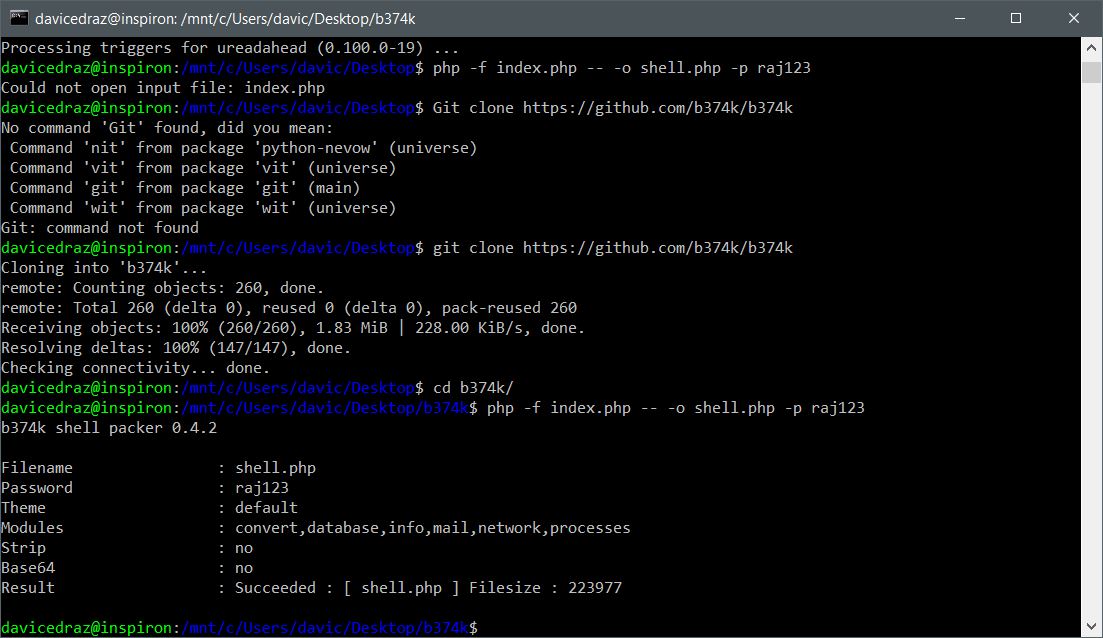 davicedraz@inspiron: /mnt/c/Users/davic/Desktop/b374k
Processing triggers for ureadahead (0.100.0-19) ...
davicedraz@inspiron:/mnt/c/Users/davic/Desktop$ php -f index.php -- -o shell.php -p raj123
Could not open input file: index.php
davicedraz@inspiron:/mnt/c/Users/davic/Desktop$ Git clone https://github.com/b374k/b374k
No command 'Git' found, did you mean:
 Command 'nit' from package 'python-nevow' (universe)
 Command 'vit' from package 'vit' (universe)
 Command 'git' from package 'git' (main)
 Command 'wit' from package 'wit' (universe)
Git: command not found
davicedraz@inspiron:/mnt/c/Users/davic/Desktop$ git clone https://github.com/b374k/b374k
Cloning into 'b374k'...
remote: Counting objects: 260, done.
remote: Total 260 (delta 0), reused 0 (delta 0), pack-reused 260
Receiving objects: 100% (260/260), 1.83 MiB | 228.00 KiB/s, done.
Resolving deltas: 100% (147/147), done.
Checking connectivity... done.
davicedraz@inspiron:/mnt/c/Users/davic/Desktop$ cd b374k/
davicedraz@inspiron:/mnt/c/Users/davic/Desktop/b374k$ php -f index.php -- -o shell.php -p raj123
b374k shell packer 0.4.2
Filename : shell.php
Password : raj123
Theme : default
Modules : convert,database,info,mail,network,processes
Strip : no
Base64 : no
Result : Succeeded : [ shell.php ] Filesize : 223977
davicedraz@inspiron:/mnt/c/Users/davic/Desktop/b374k$